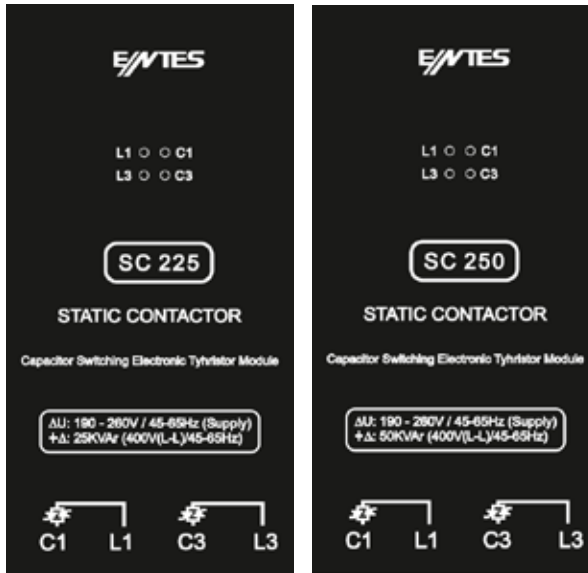 ENTES
L1 C1
L3 C3
SC 225
STATIC CONTACTOR
Capacitor Switching Electronic Tyhristor Module
ΔU: 190 - 260V / 45-65Hz (Supply)
+Δ: 25KVAr (400V(L-L)/45-65Hz)
C1 L1 C3 L3
ENTES
L1 C1
L3 C3
SC 250
STATIC CONTACTOR
Capacitor Switching Electronic Tyhristor Module
ΔU: 190 - 260V / 45-65Hz (Supply)
+Δ: 50KVAr (400V(L-L)/45-65Hz)
C1 L1 C3 L3